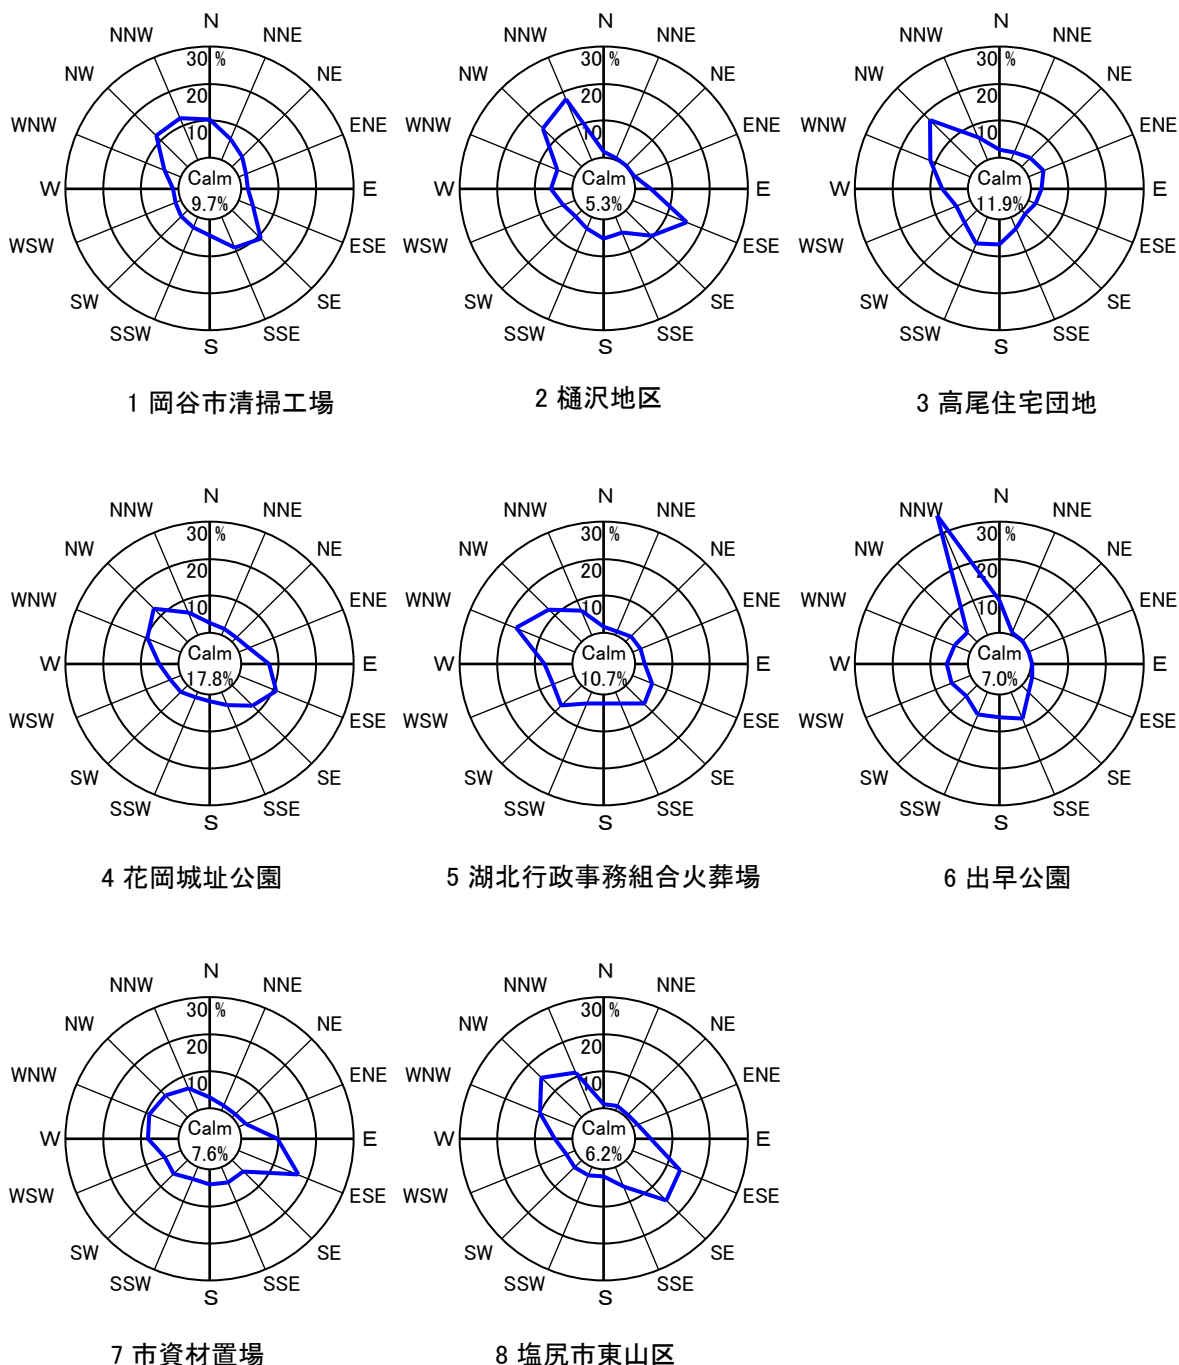 N
NNW NNE
30 %
NW NE
20
WNW ENE
10
Calm
W E
9.7%
WSW ESE
SW SE
SSW SSE
S
1 岡谷市清掃工場
N
NNW NNE
30 %
NW NE
20
WNW ENE
10
Calm
W E
5.3%
WSW ESE
SW SE
SSW SSE
S
2 樋沢地区
N
NNW NNE
30 %
NW NE
20
WNW ENE
10
Calm
W E
11.9%
WSW ESE
SW SE
SSW SSE
S
3 高尾住宅団地
N
NNW NNE
30 %
NW NE
20
WNW ENE
10
Calm
W E
17.8%
WSW ESE
SW SE
SSW SSE
S
4 花岡城址公園
N
NNW NNE
30 %
NW NE
20
WNW ENE
10
Calm
W E
10.7%
WSW ESE
SW SE
SSW SSE
S
5 湖北行政事務組合火葬場
N
NNW NNE
30 %
NW NE
20
WNW ENE
10
Calm
W E
7.0%
WSW ESE
SW SE
SSW SSE
S
6 出早公園
N
NNW NNE
30 %
NW NE
20
WNW ENE
10
Calm
W E
7.6%
WSW ESE
SW SE
SSW SSE
S
7 市資材置場
N
NNW NNE
30 %
NW NE
20
WNW ENE
10
Calm
W E
6.2%
WSW ESE
SW SE
SSW SSE
S
8 塩尻市東山区